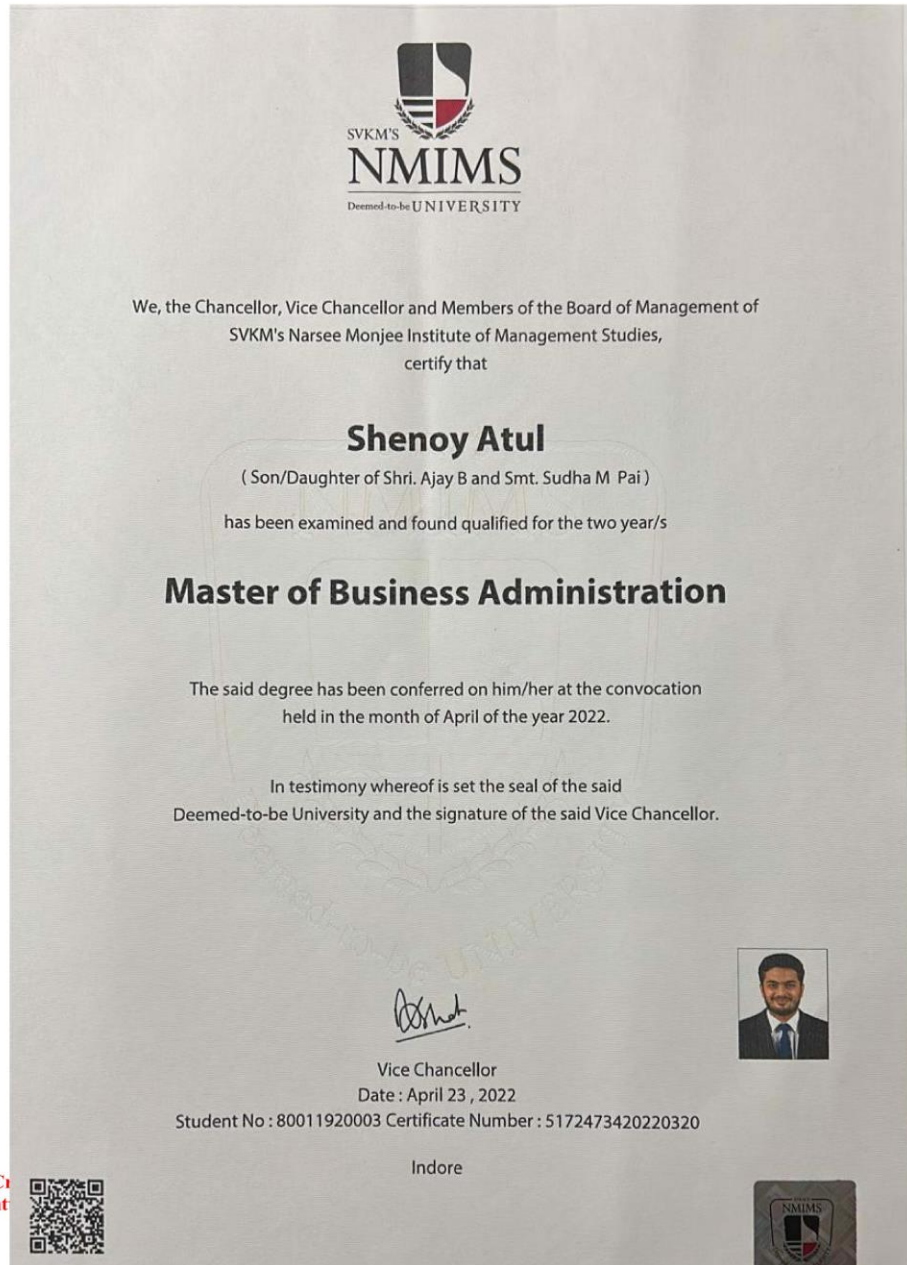 SVKM'S
NMIMS
Deemed-to-be UNIVERSITY
We, the Chancellor, Vice Chancellor and Members of the Board of Management of
SVKM's Narsee Monjee Institute of Management Studies,
certify that
Shenoy Atul
( Son/Daughter of Shri. Ajay B and Smt. Sudha M Pai )
has been examined and found qualified for the two year/s
Master of Business Administration
The said degree has been conferred on him/her at the convocation
held in the month of April of the year 2022.
In testimony whereof is set the seal of the said
Deemed-to-be University and the signature of the said Vice Chancellor.
Deemed-to-be UNIVERSITY
Vice Chancellor
Date : April 23 , 2022
Student No : 80011920003 Certificate Number : 5172473420220320
Indore
NMIMS